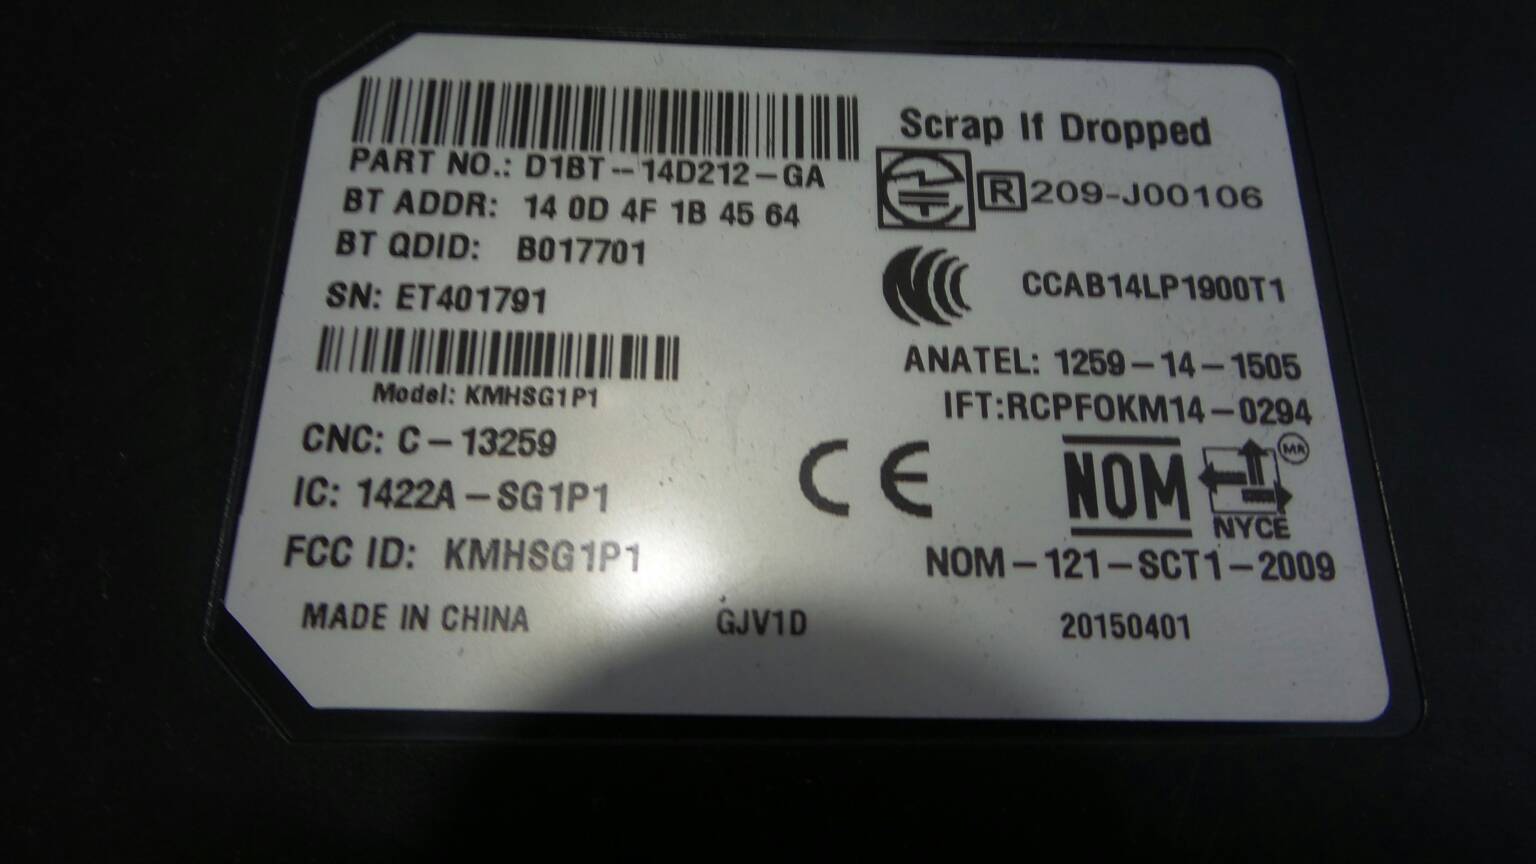 Scrap If Dropped
PART NO.: D1BT--14D212-GA
R 209-J00106
BT ADDR: 14 0D 4F 1B 45 64
BT QDID: B017701
CCAB14LP1900T1
SN: ET401791
ANATEL: 1259-14-1505
Model: KMHSG1P1
IFT:RCPFOKM14-0294
CNC: C-13259
CE
NOM
NYCE
MR
IC: 1422A-SG1P1
FCC ID: KMHSG1P1
NOM-121-SCT1-2009
MADE IN CHINA
GJV1D
20150401